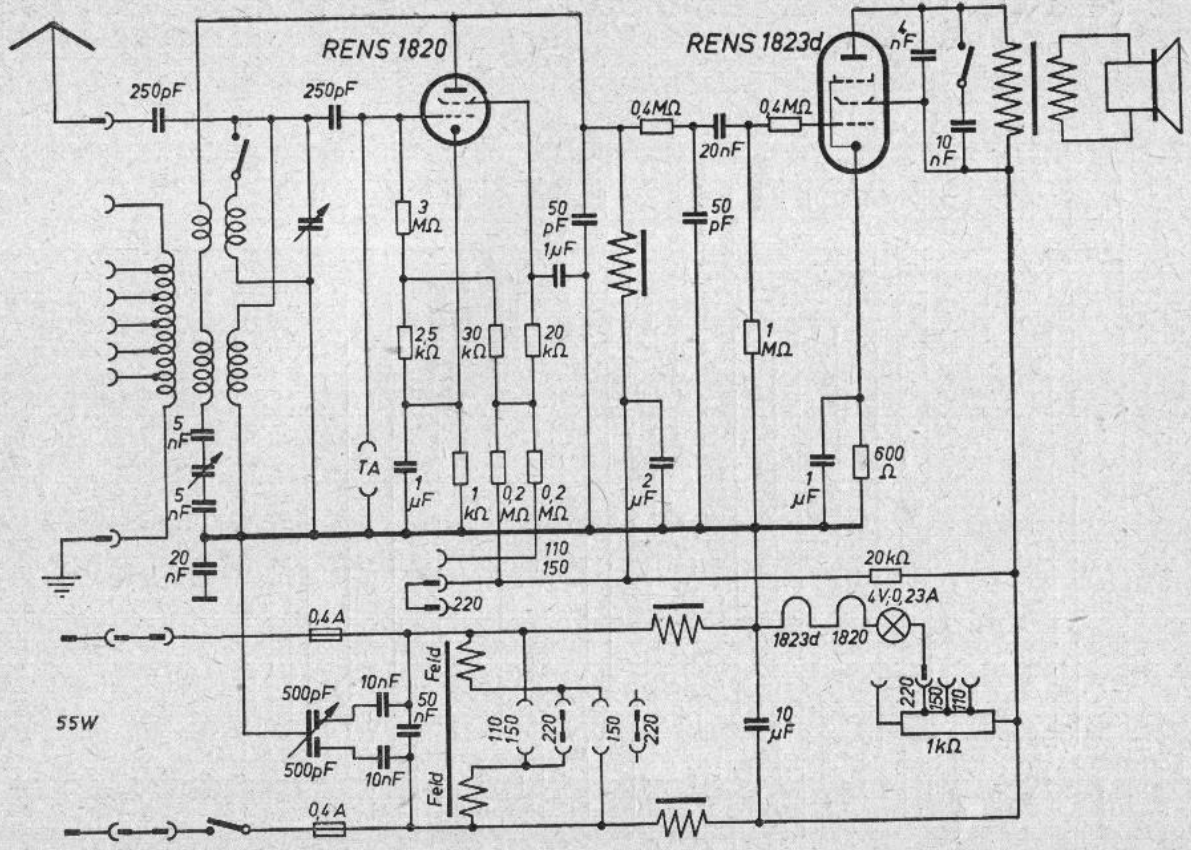 RENS 1820
RENS 1823d
250pF
250pF
4
nF
0,4MΩ
0,4MΩ
20nF
10
nF
3
MΩ
50
pF
1µF
50
pF
2,5
kΩ
30
kΩ
20
kΩ
1
MΩ
5
nF
5
nF
TA
1
µF
1
kΩ
0,2
MΩ
0,2
MΩ
2
µF
1
µF
600
Ω
20
nF
110
150
220
20kΩ
4V;0,23A
0,4A
1823d
1820
Feld
10nF
500pF
50
nF
55W
110
150
220
150
220
10
µF
220
150
110
1kΩ
500pF
10nF
Feld
0,4A